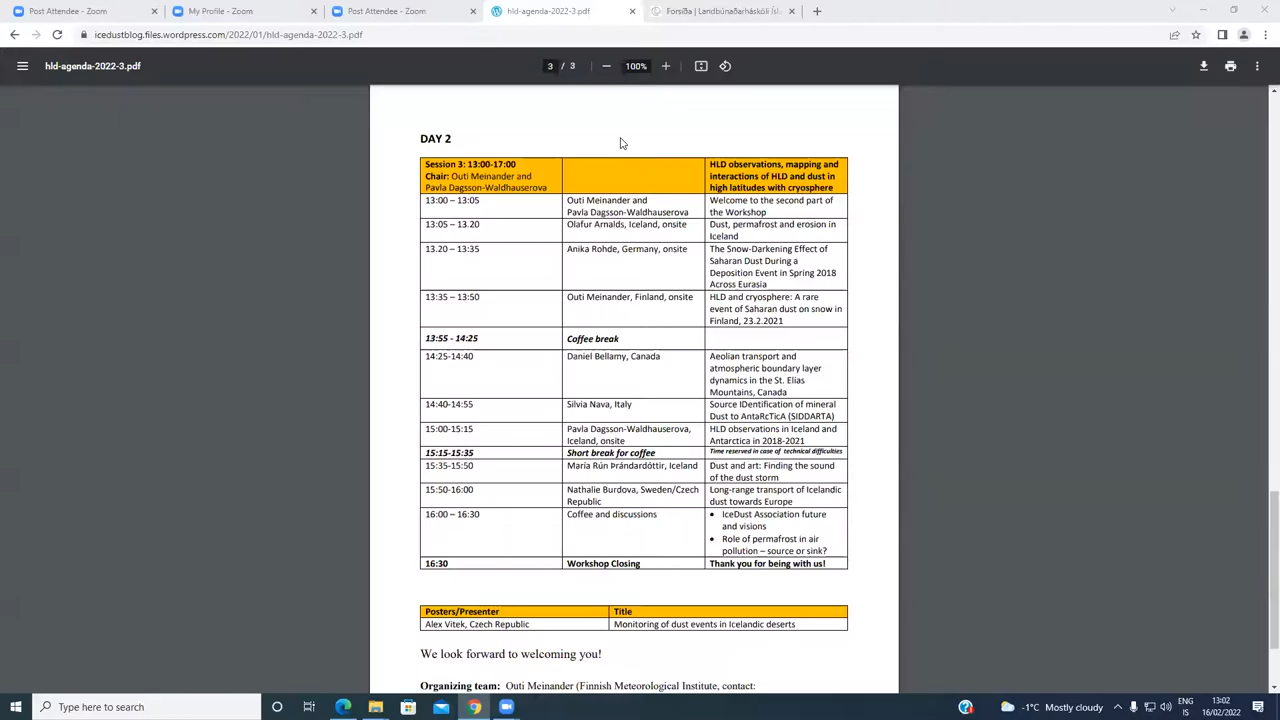 Post Attendee - Zoom
My Profile - Zoom
Post Attendee - Zoom
hld-agenda-2022-3.pdf
Forsíða | Landbúnaðarháskóli Ísl
icedustblog.files.wordpress.com/2022/01/hld-agenda-2022-3.pdf
hld-agenda-2022-3.pdf
3 / 3
100%
DAY 2
Session 3: 13:00-17:00
Chair: Outi Meinander and
Pavla Dagsson-Waldhauserova
HLD observations, mapping and
interactions of HLD and dust in
high latitudes with cryosphere
13:00 – 13:05
Outi Meinander and
Pavla Dagsson-Waldhauserova
Welcome to the second part of
the Workshop
13:05 – 13.20
Olafur Arnalds, Iceland, onsite
Dust, permafrost and erosion in
Iceland
13.20 – 13:35
Anika Rohde, Germany, onsite
The Snow-Darkening Effect of
Saharan Dust During a
Deposition Event in Spring 2018
Across Eurasia
13:35 – 13:50
Outi Meinander, Finland, onsite
HLD and cryosphere: A rare
event of Saharan dust on snow in
Finland, 23.2.2021
13:55 - 14:25
Coffee break
14:25-14:40
Daniel Bellamy, Canada
Aeolian transport and
atmospheric boundary layer
dynamics in the St. Elias
Mountains, Canada
14:40-14:55
Silvia Nava, Italy
Source IDentification of mineral
Dust to AntaRcTicA (SIDDARTA)
15:00-15:15
Pavla Dagsson-Waldhauserova,
Iceland, onsite
HLD observations in Iceland and
Antarctica in 2018-2021
15:15-15:35
Short break for coffee
Time reserved in case of technical difficulties
15:35-15:50
María Rún Þrándardóttir, Iceland
Dust and art: Finding the sound
of the dust storm
15:50-16:00
Nathalie Burdova, Sweden/Czech
Republic
Long-range transport of Icelandic
dust towards Europe
16:00 – 16:30
Coffee and discussions
• IceDust Association future
and visions
• Role of permafrost in air
pollution – source or sink?
16:30
Workshop Closing
Thank you for being with us!
Posters/Presenter
Title
Alex Vitek, Czech Republic
Monitoring of dust events in Icelandic deserts
We look forward to welcoming you!
Organizing team: Outi Meinander (Finnish Meteorological Institute, contact:
Type here to search
-1°C Mostly cloudy
ENG
IS
13:02
16/02/2022